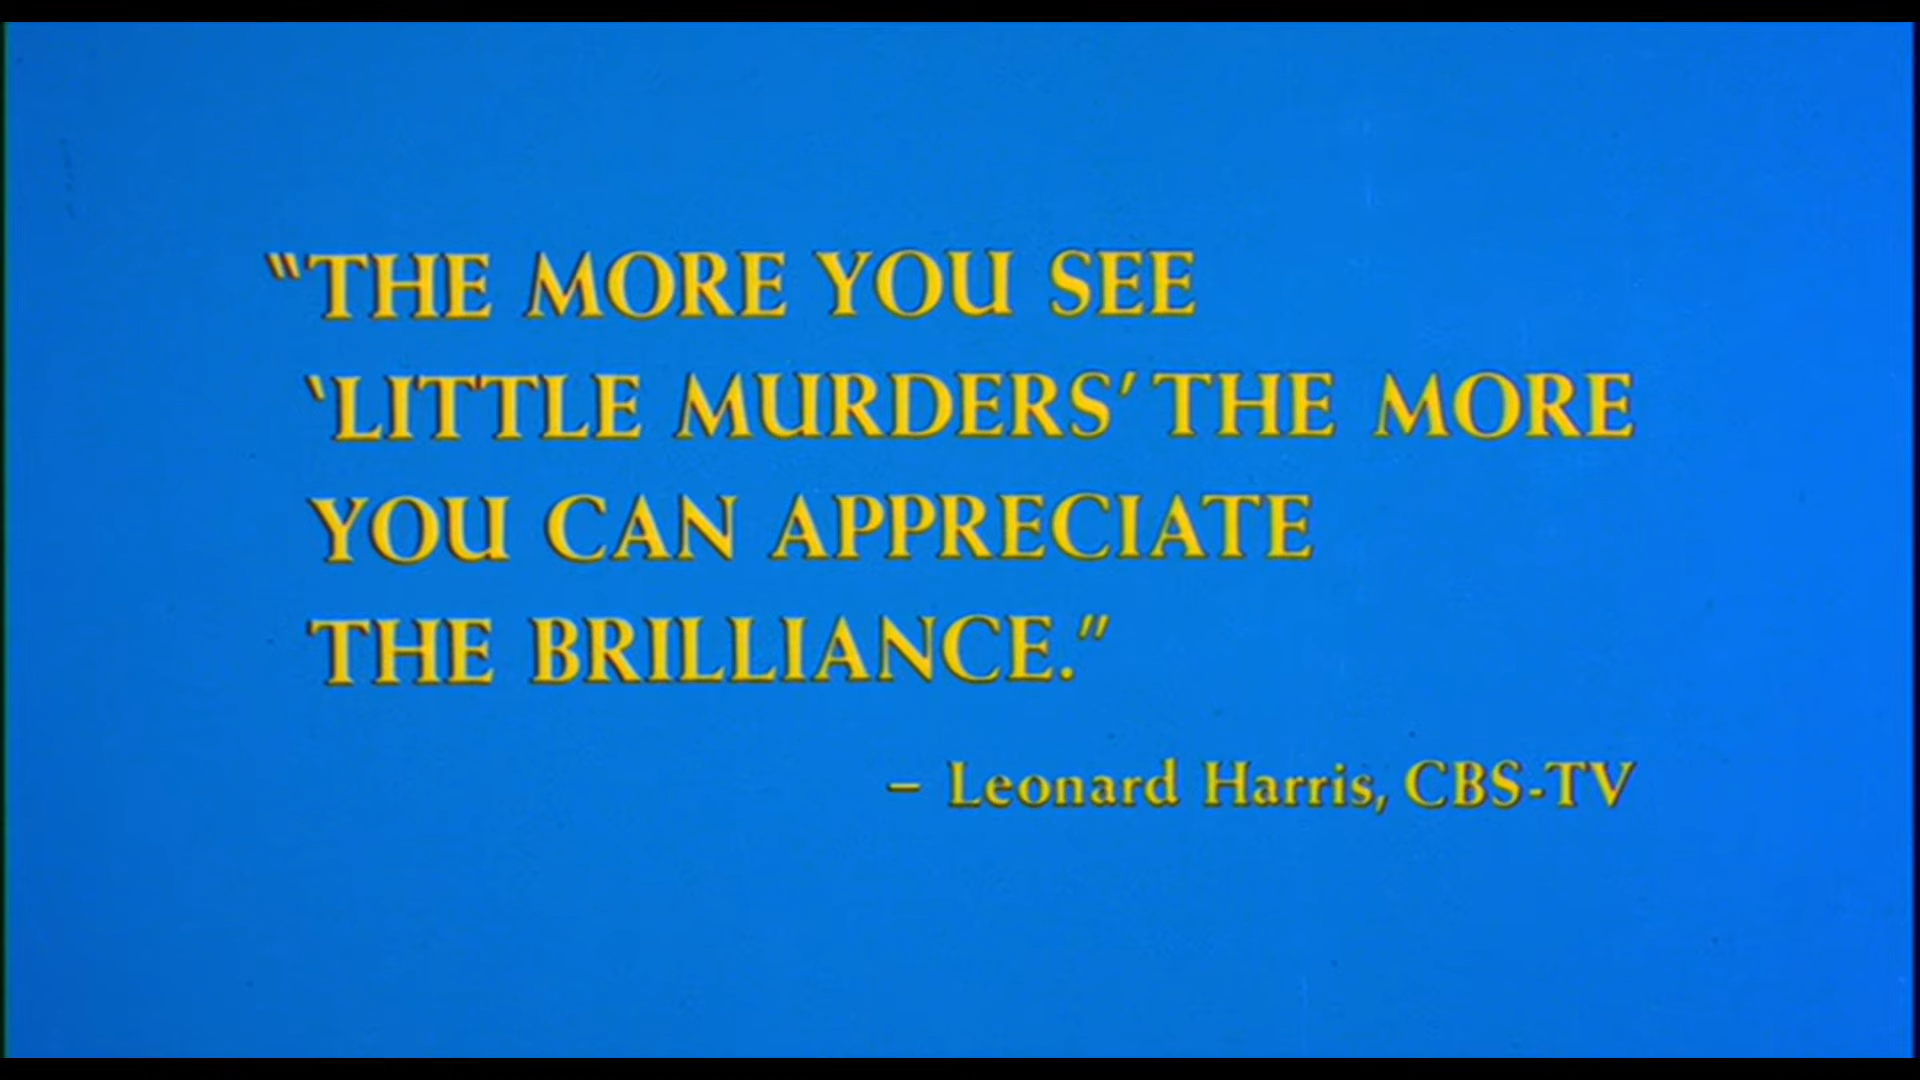 “THE MORE YOU SEE
‘LITTLE MURDERS’ THE MORE
YOU CAN APPRECIATE
THE BRILLIANCE.”
– Leonard Harris, CBS-TV